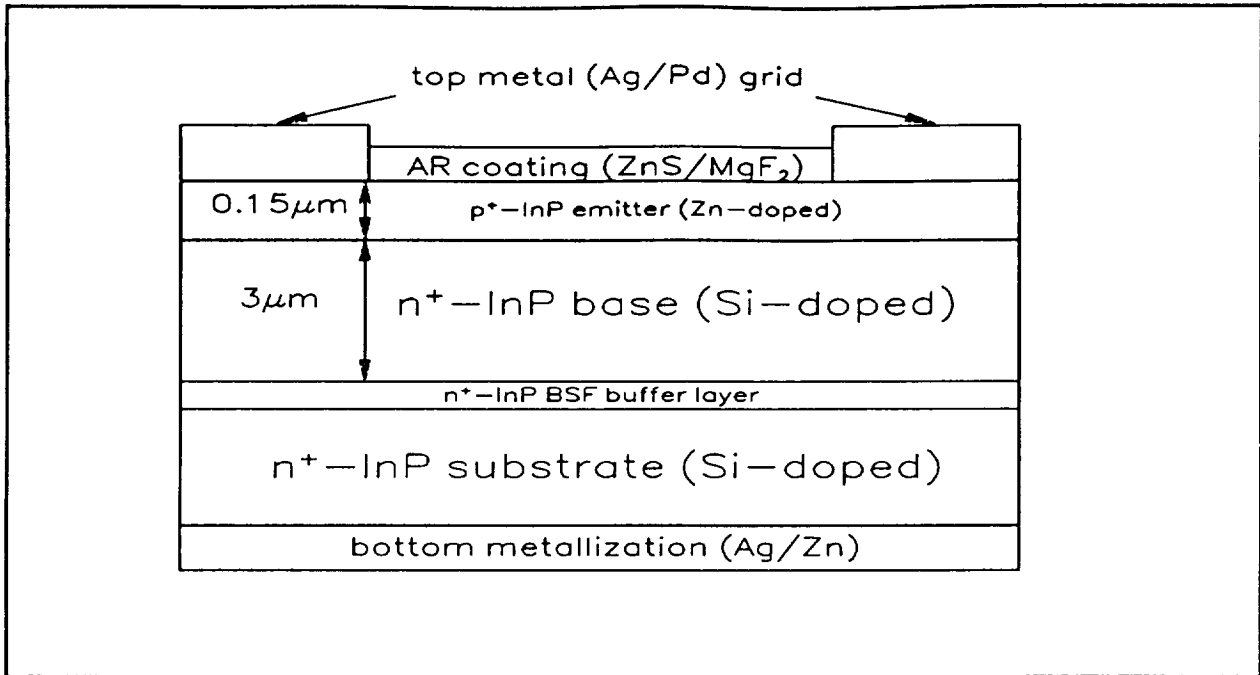 top metal (Ag/Pd) grid
AR coating (ZnS/MgF₂)
0.15μm
p⁺-InP emitter (Zn-doped)
3μm
n⁺-InP base (Si-doped)
n⁺-InP BSF buffer layer
n⁺-InP substrate (Si-doped)
bottom metallization (Ag/Zn)